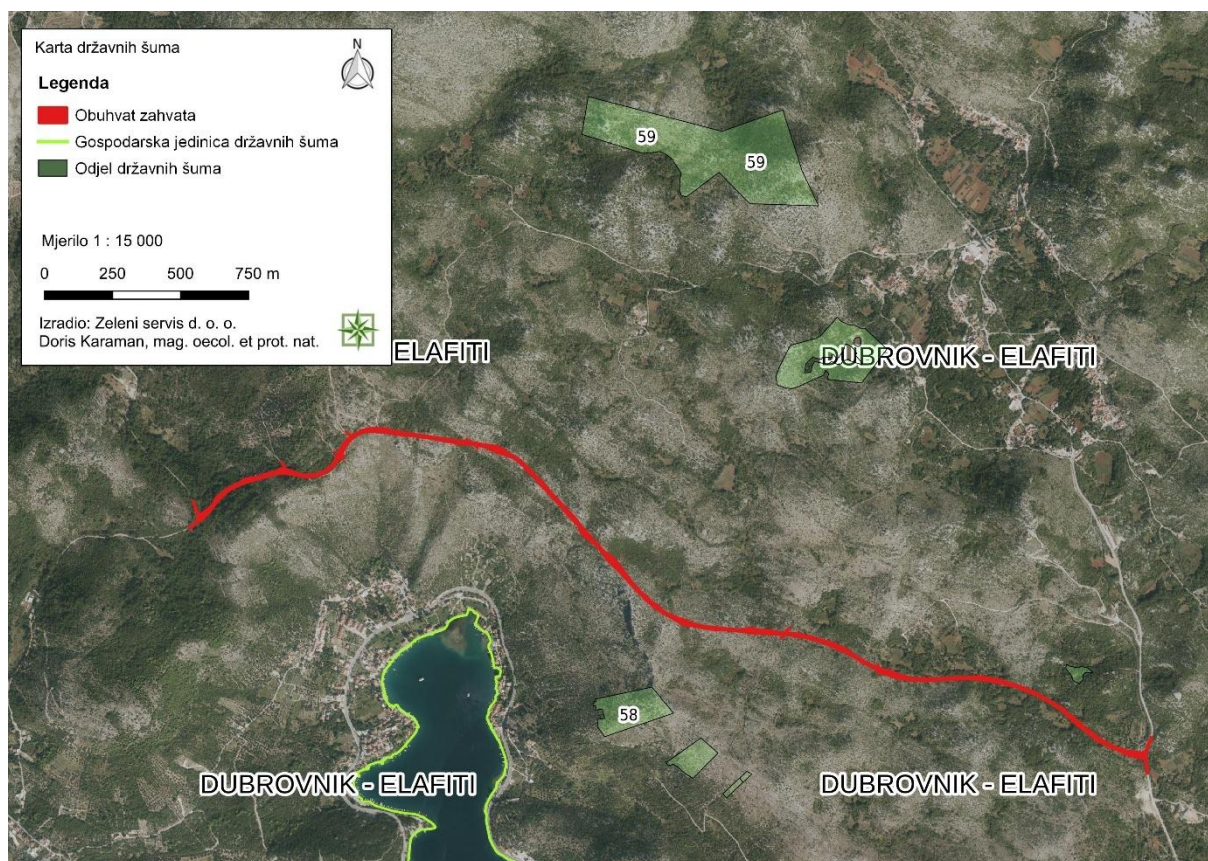 Karta državnih šuma
N
Legenda
Obuhvat zahvata
Gospodarska jedinica državnih šuma
Odjel državnih šuma
Mjerilo 1 : 15 000
0 250 500 750 m
Izradio: Zeleni servis d. o. o.
Doris Karaman, mag. oecol. et prot. nat.
59
59
ELAFITI
DUBROVNIK - ELAFITI
58
DUBROVNIK - ELAFITI
DUBROVNIK - ELAFITI